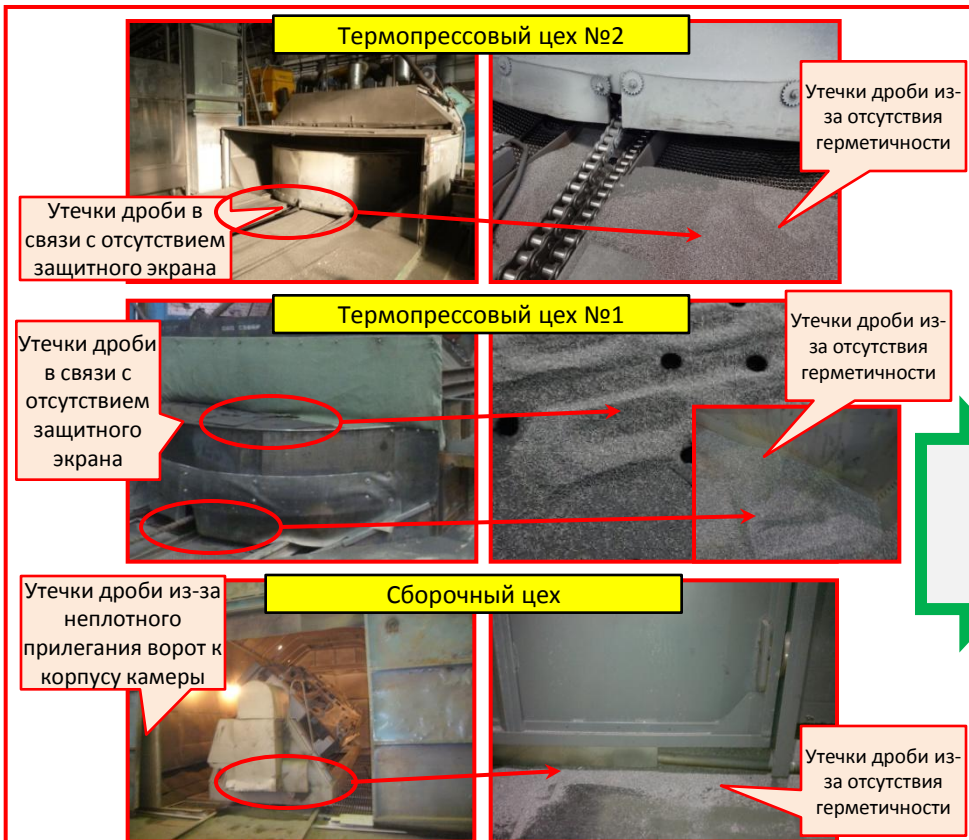 Термопрессовый цех №2
Утечки дроби из-
за отсутствия
герметичности
Утечки дроби в
связи с отсутствием
защитного экрана
Термопрессовый цех №1
Утечки дроби
в связи с
отсутствием
защитного
экрана
Утечки дроби из-
за отсутствия
герметичности
Сборочный цех
Утечки дроби из-за
неплотного
прилегания ворот к
корпусу камеры
Утечки дроби из-
за отсутствия
герметичности